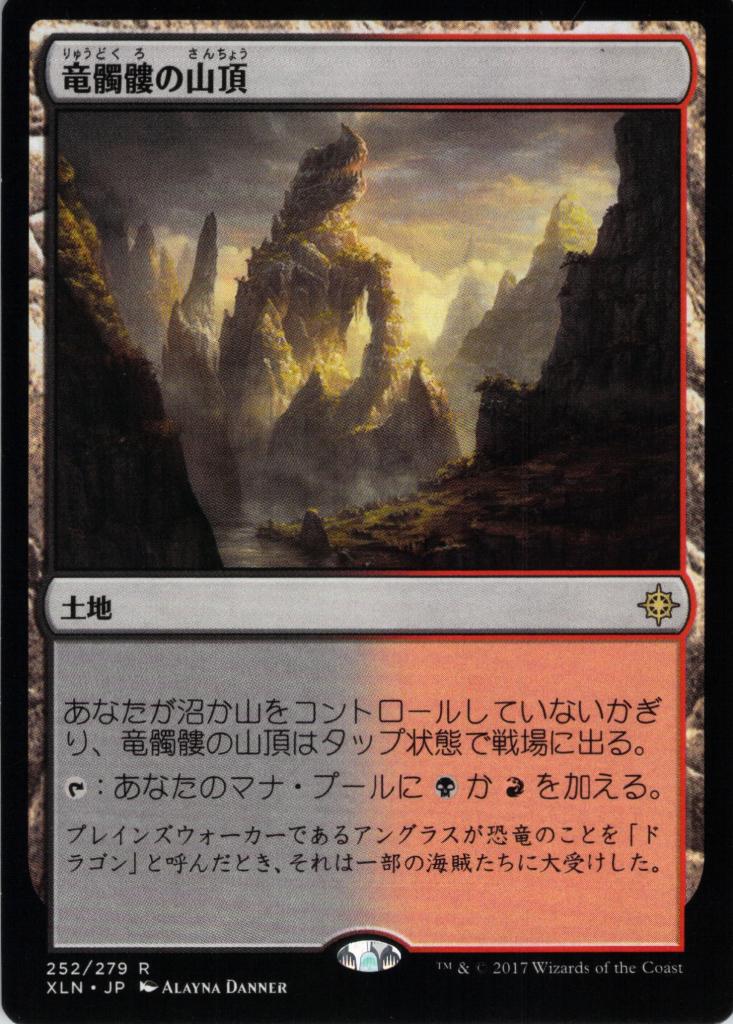 りゅうどくろ さんちょう
竜髑髏の山頂
土地
あなたが沼か山をコントロールしていないかぎ
り、竜髑髏の山頂はタップ状態で戦場に出る。
：あなたのマナ・プールに か を加える。
プレインズウォーカーであるアングラスが恐竜のことを「ド
ラゴン」と呼んだとき、それは一部の海賊たちに大受けした。
252/279 R
XLN • JP ALAYNA DANNER
™ & © 2017 Wizards of the Coast